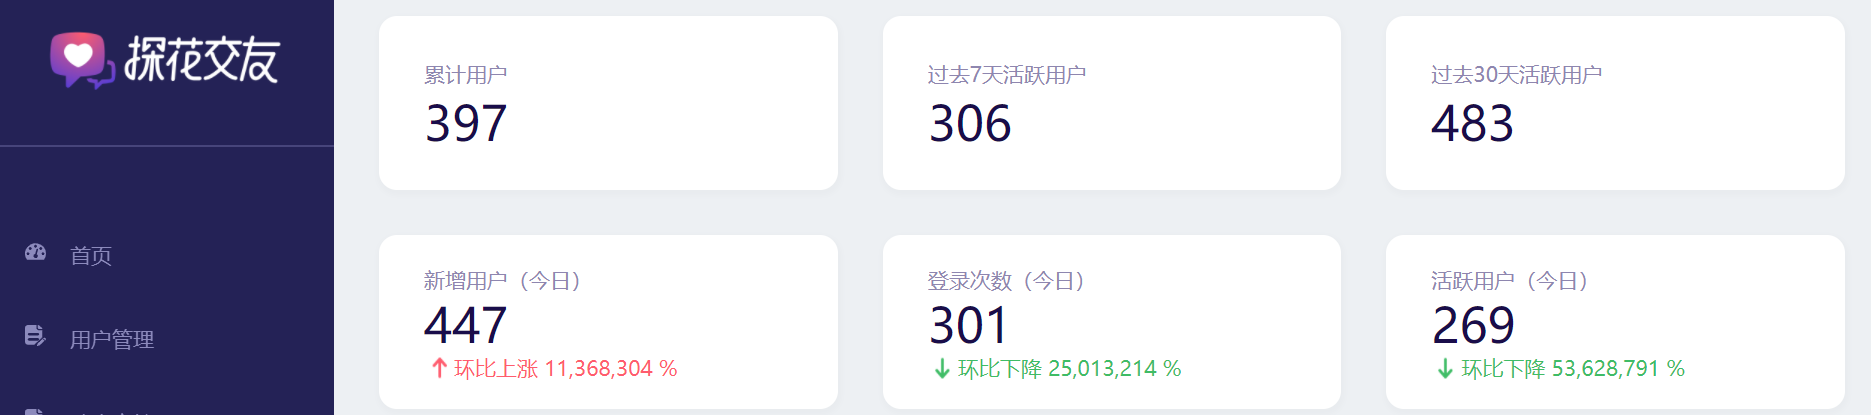 探花交友
首页
用户管理
累计用户
397
过去7天活跃用户
306
过去30天活跃用户
483
新增用户（今日）
447
环比上涨 11,368,304 %
登录次数（今日）
301
环比下降 25,013,214 %
活跃用户（今日）
269
环比下降 53,628,791 %